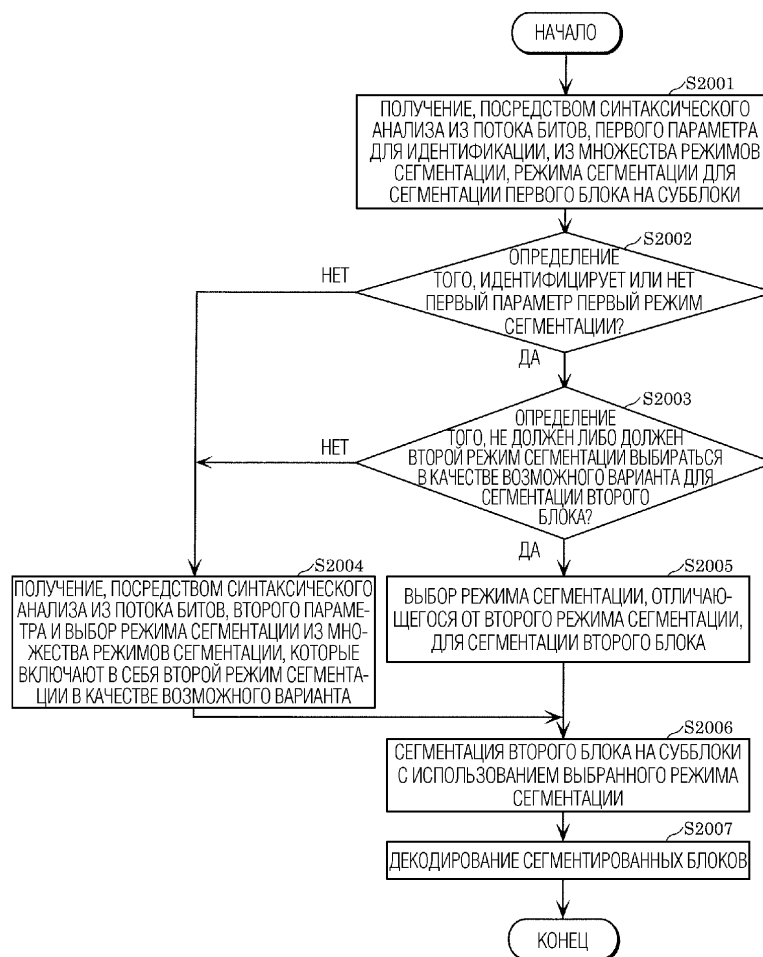 НАЧАЛО
S2001
ПОЛУЧЕНИЕ, ПОСРЕДСТВОМ СИНТАКСИЧЕСКОГО
АНАЛИЗА ИЗ ПОТОКА БИТОВ, ПЕРВОГО ПАРАМЕТРА
ДЛЯ ИДЕНТИФИКАЦИИ, ИЗ МНОЖЕСТВА РЕЖИМОВ
СЕГМЕНТАЦИИ, РЕЖИМА СЕГМЕНТАЦИИ ДЛЯ
СЕГМЕНТАЦИИ ПЕРВОГО БЛОКА НА СУББЛОКИ
S2002
ОПРЕДЕЛЕНИЕ
ТОГО, ИДЕНТИФИЦИРУЕТ ИЛИ НЕТ
ПЕРВЫЙ ПАРАМЕТР ПЕРВЫЙ РЕЖИМ
СЕГМЕНТАЦИИ?
НЕТ
ДА
S2003
ОПРЕДЕЛЕНИЕ
ТОГО, НЕ ДОЛЖЕН ЛИБО ДОЛЖЕН
ВТОРОЙ РЕЖИМ СЕГМЕНТАЦИИ ВЫБИРАТЬСЯ
В КАЧЕСТВЕ ВОЗМОЖНОГО ВАРИАНТА ДЛЯ
СЕГМЕНТАЦИИ ВТОРОГО
БЛОКА?
НЕТ
ДА
S2004
ПОЛУЧЕНИЕ, ПОСРЕДСТВОМ СИНТАКСИЧЕСКОГО
АНАЛИЗА ИЗ ПОТОКА БИТОВ, ВТОРОГО ПАРАМЕ-
ТРА И ВЫБОР РЕЖИМА СЕГМЕНТАЦИИ ИЗ МНО-
ЖЕСТВА РЕЖИМОВ СЕГМЕНТАЦИИ, КОТОРЫЕ
ВКЛЮЧАЮТ В СЕБЯ ВТОРОЙ РЕЖИМ СЕГМЕНТА-
ЦИИ В КАЧЕСТВЕ ВОЗМОЖНОГО ВАРИАНТА
S2005
ВЫБОР РЕЖИМА СЕГМЕНТАЦИИ, ОТЛИЧАЮ-
ЩЕГОСЯ ОТ ВТОРОГО РЕЖИМА СЕГМЕНТАЦИИ,
ДЛЯ СЕГМЕНТАЦИИ ВТОРОГО БЛОКА
S2006
СЕГМЕНТАЦИЯ ВТОРОГО БЛОКА НА СУББЛОКИ
С ИСПОЛЬЗОВАНИЕМ ВЫБРАННОГО РЕЖИМА
СЕГМЕНТАЦИИ
S2007
ДЕКОДИРОВАНИЕ СЕГМЕНТИРОВАННЫХ БЛОКОВ
КОНЕЦ